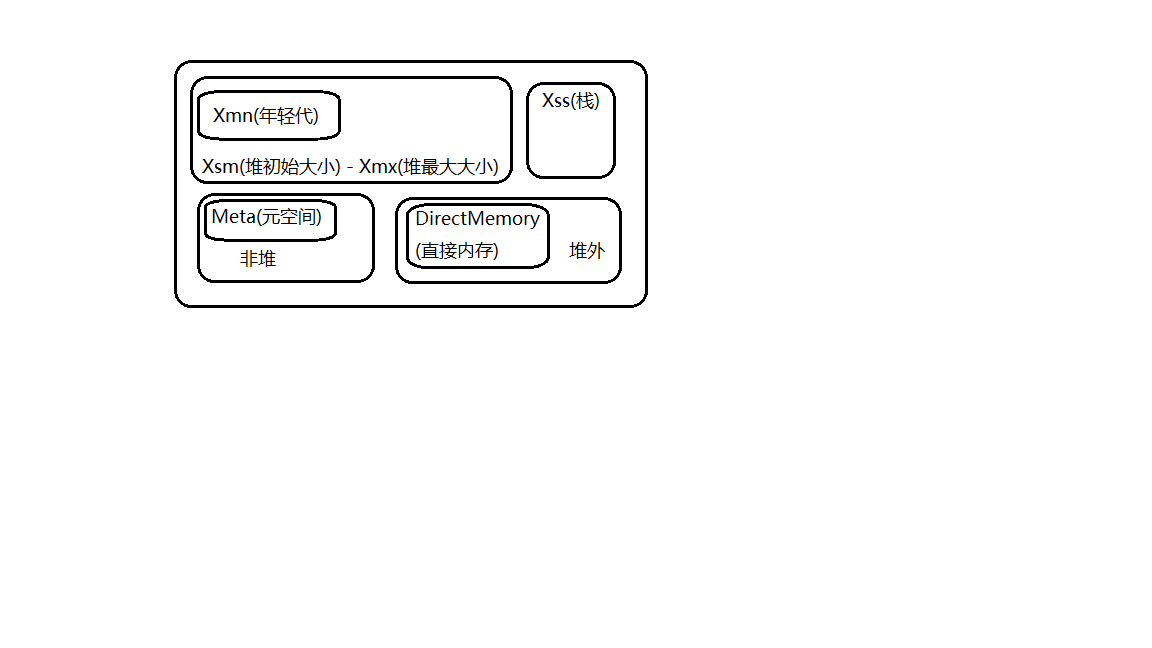 Xmn(年轻代)
Xss(栈)
Xsm(堆初始大小) - Xmx(堆最大大小)
Meta(元空间)
非堆
DirectMemory
(直接内存)
堆外